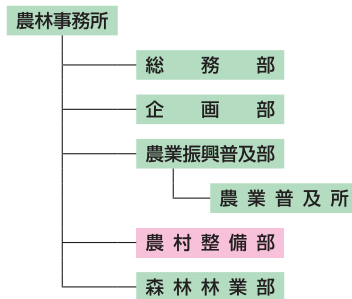 農林事務所
総務部
企画部
農業振興普及部
農業普及所
農村整備部
森林林業部